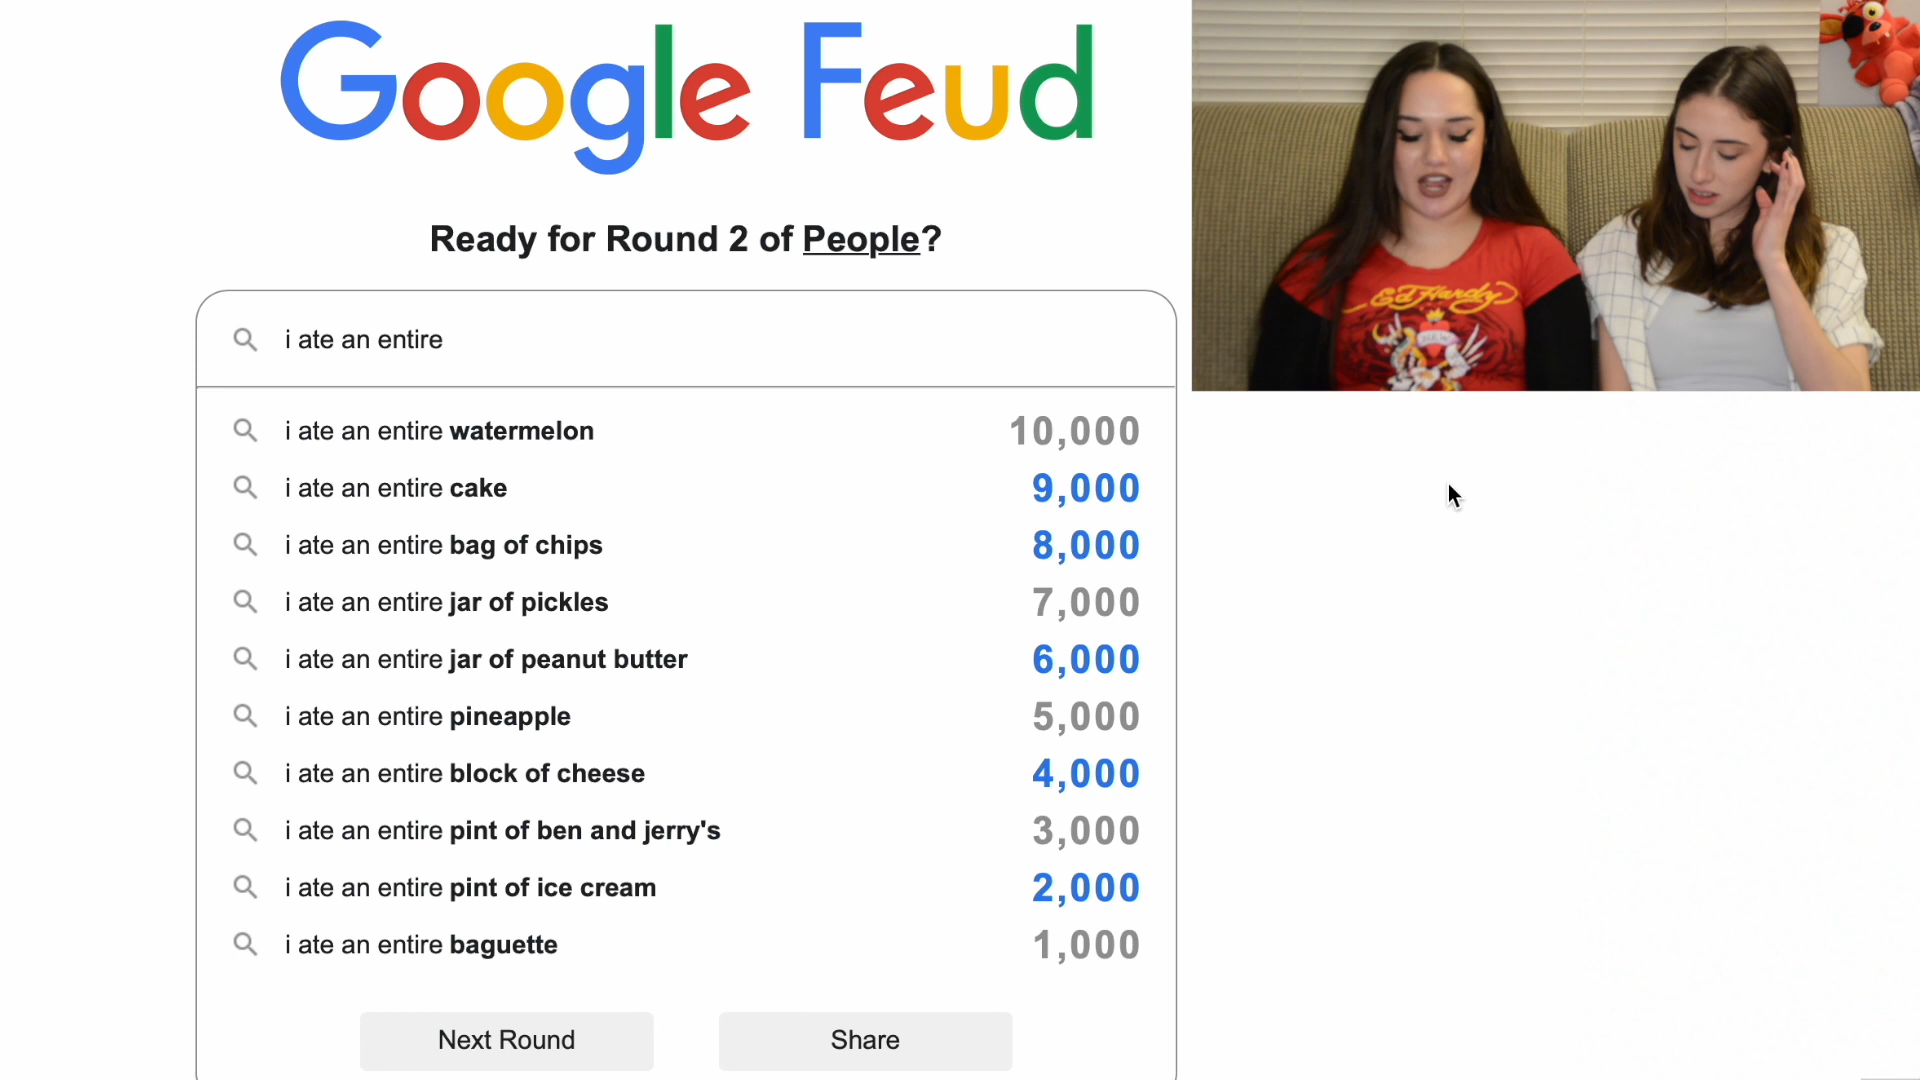 Google Feud
Ready for Round 2 of People?
i ate an entire
i ate an entire watermelon 10,000
i ate an entire cake 9,000
i ate an entire bag of chips 8,000
i ate an entire jar of pickles 7,000
i ate an entire jar of peanut butter 6,000
i ate an entire pineapple 5,000
i ate an entire block of cheese 4,000
i ate an entire pint of ben and jerry's 3,000
i ate an entire pint of ice cream 2,000
i ate an entire baguette 1,000
Next Round
Share
Ed Hardy